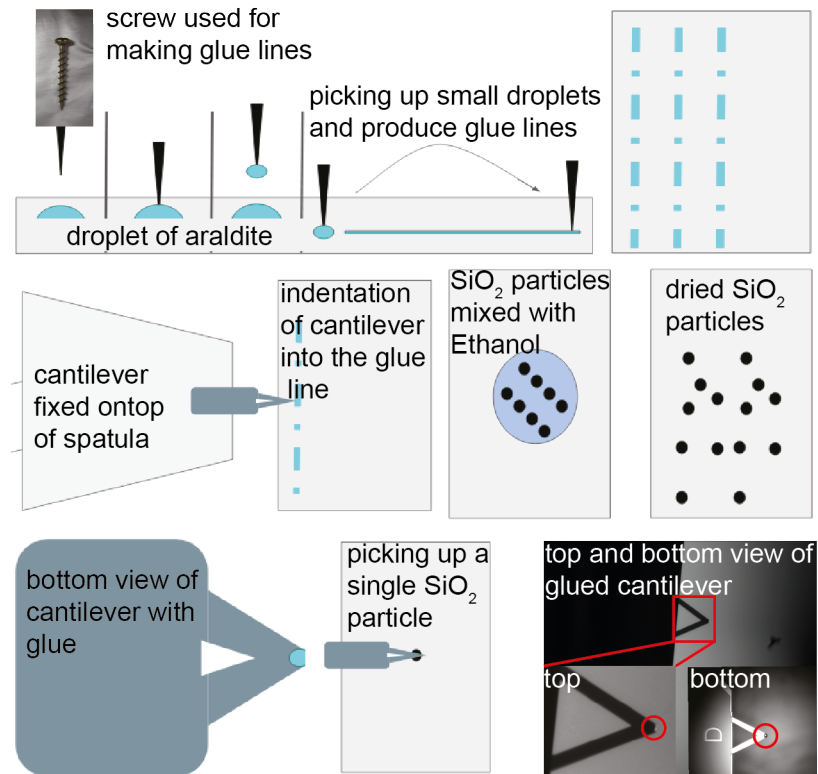 screw used for
making glue lines
picking up small droplets
and produce glue lines
droplet of araldite
cantilever
fixed ontop
of spatula
indentation
of cantilever
into the glue
line
SiO₂ particles
mixed with
Ethanol
dried SiO₂
particles
bottom view of
cantilever with
glue
picking up a
single SiO₂
particle
top and bottom view of
glued cantilever
top
bottom
D